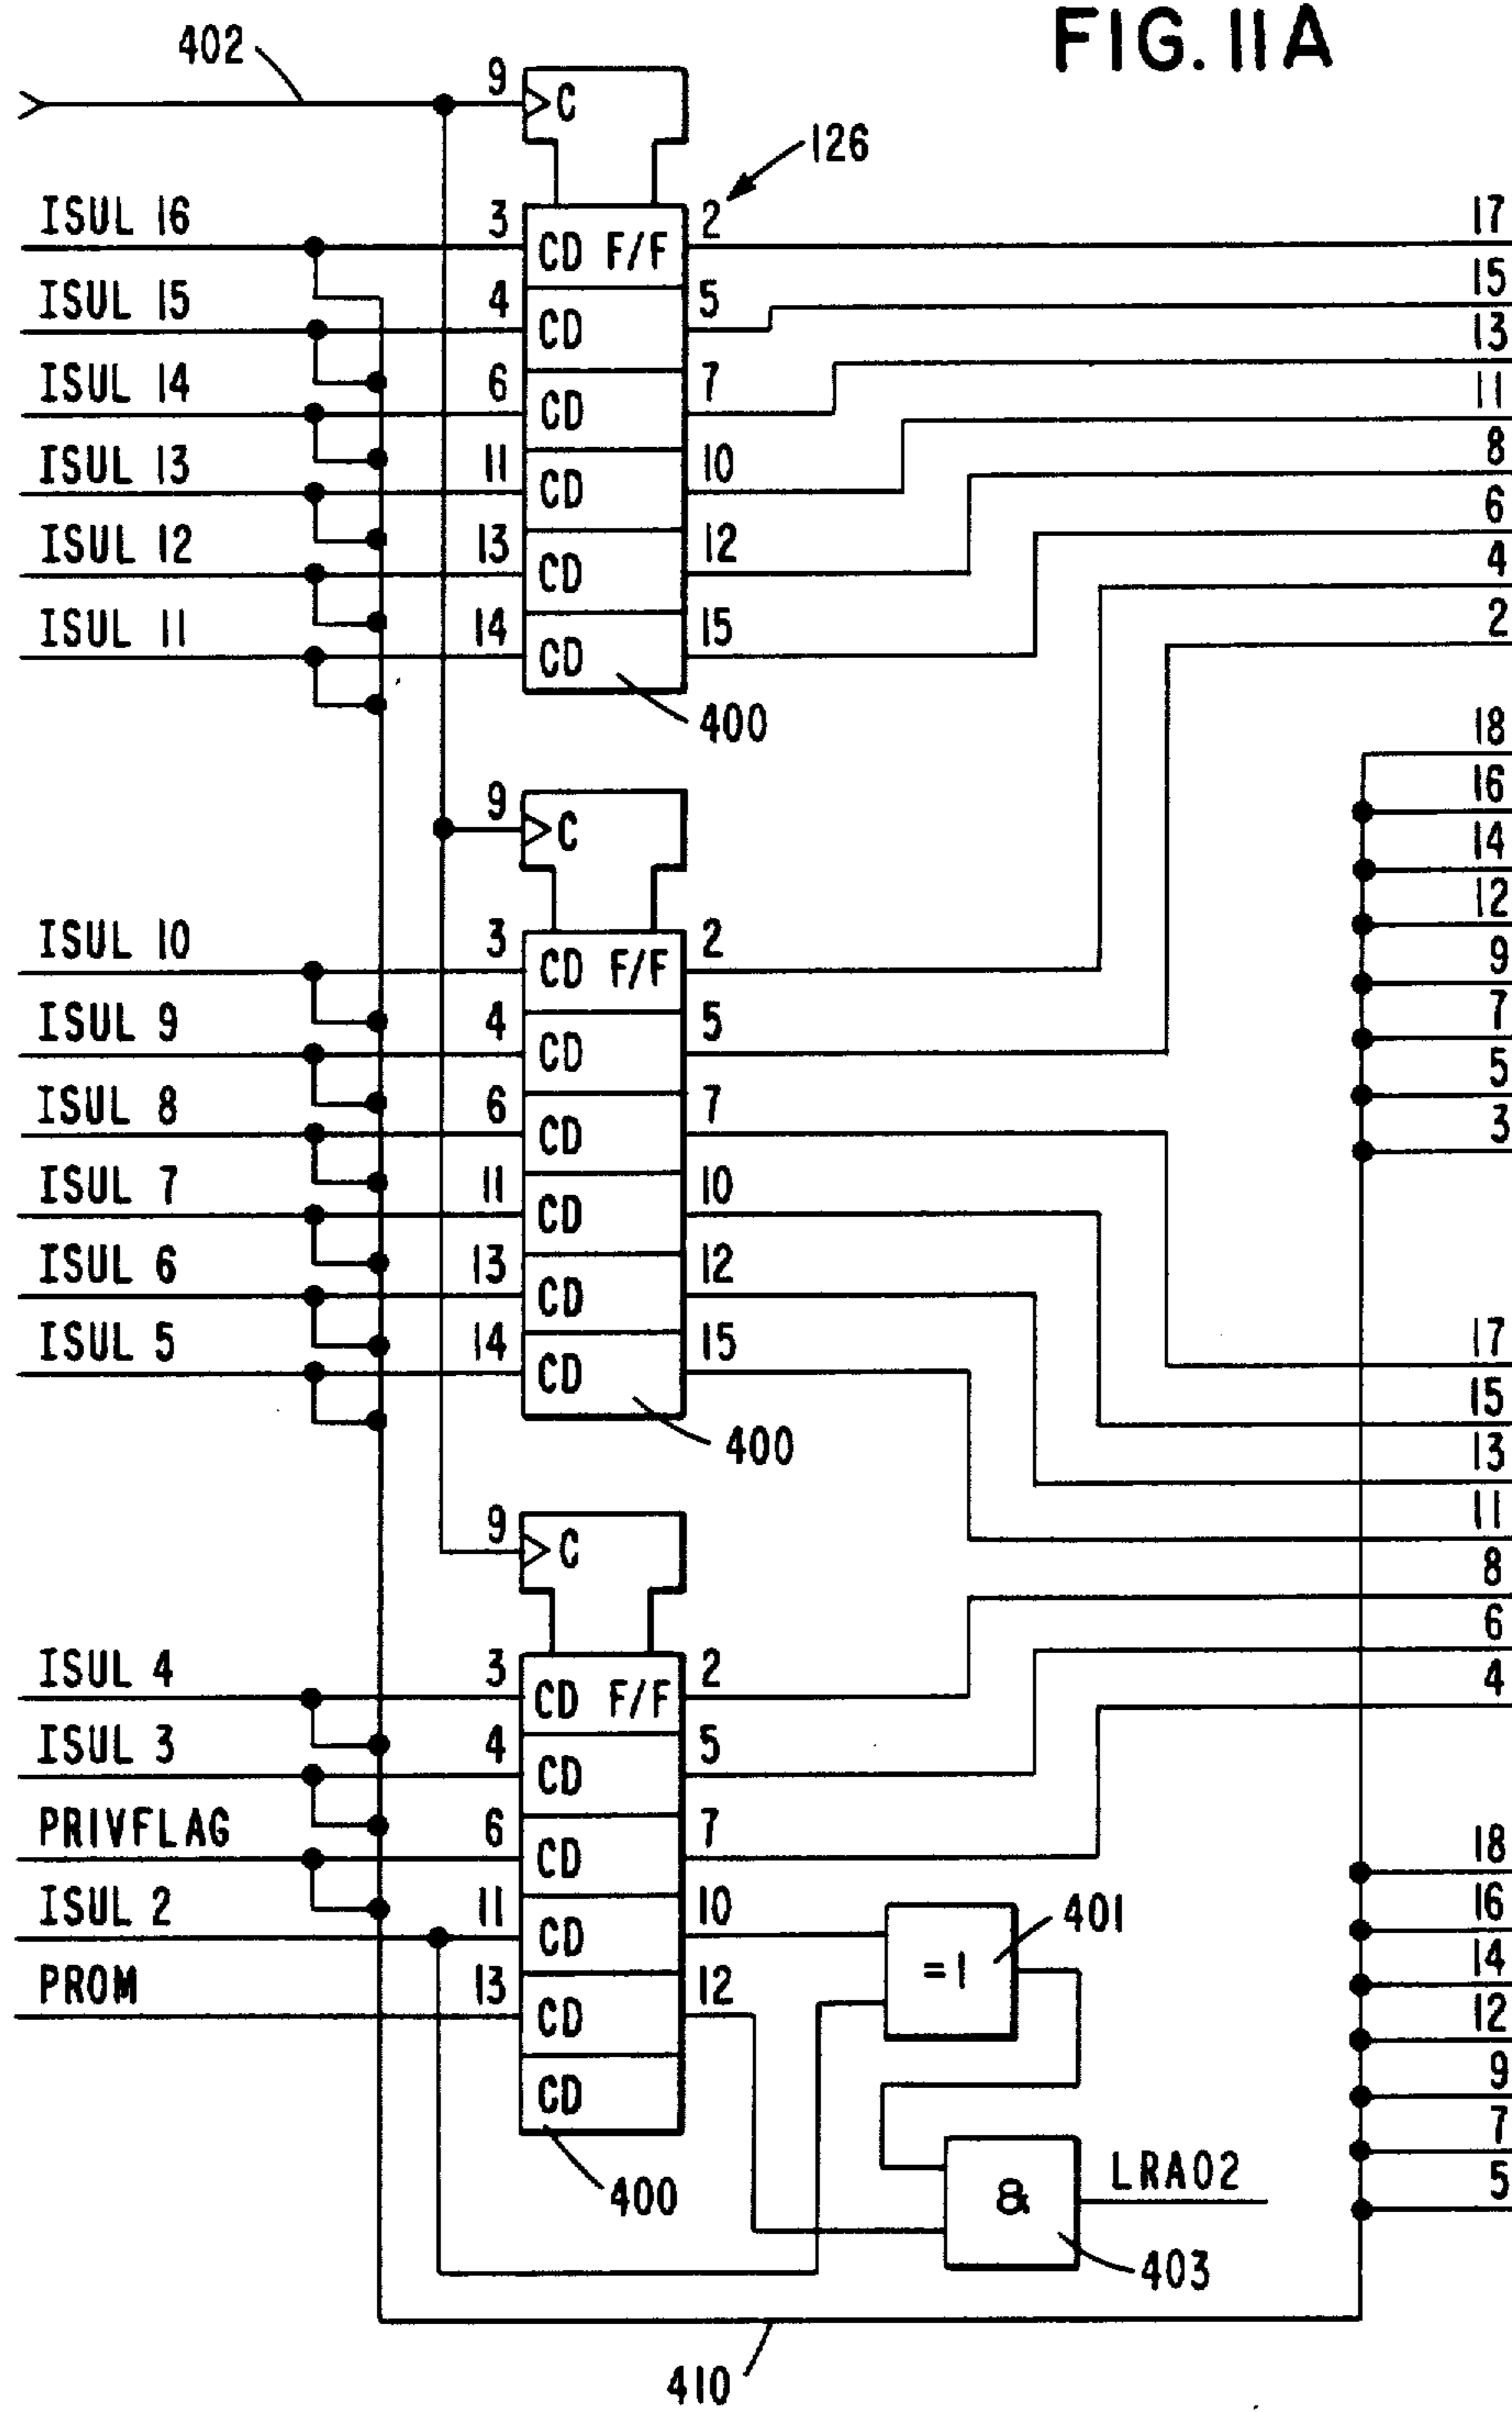 FIG. 11A
402
9
C
126
ISUL 16
3
CD F/F
2
17
ISUL 15
4
CD
5
15
ISUL 14
6
CD
7
13
ISUL 13
11
CD
10
11
ISUL 12
13
CD
12
8
ISUL 11
14
CD
15
6
4
2
400
18
9
C
16
14
12
ISUL 10
3
CD F/F
2
9
ISUL 9
4
CD
5
7
ISUL 8
6
CD
7
5
3
ISUL 7
11
CD
10
ISUL 6
13
CD
12
ISUL 5
14
CD
15
17
15
400
13
9
C
11
8
6
ISUL 4
3
CD F/F
2
4
ISUL 3
4
CD
5
PRIVFLAG
6
CD
7
18
ISUL 2
11
CD
10
=1
401
16
PROM
13
CD
12
14
12
CD
9
7
400
&
LRA02
5
403
410